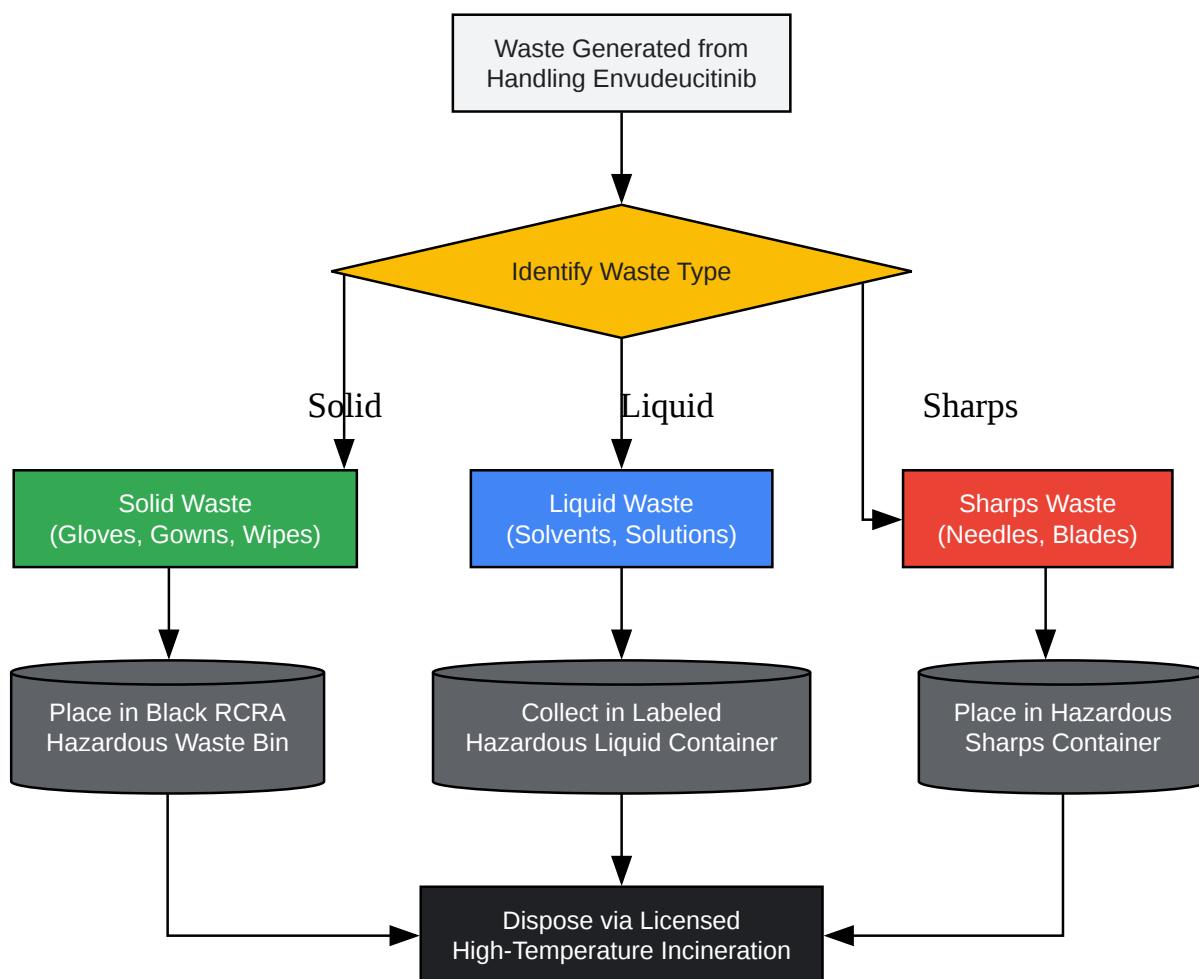 Waste Generated from
Handling Envudeucitinib
Identify Waste Type
Solid
Liquid
Sharps
Solid Waste
(Gloves, Gowns, Wipes)
Liquid Waste
(Solvents, Solutions)
Sharps Waste
(Needles, Blades)
Place in Black RCRA
Hazardous Waste Bin
Collect in Labeled
Hazardous Liquid Container
Place in Hazardous
Sharps Container
Dispose via Licensed
High-Temperature Incineration